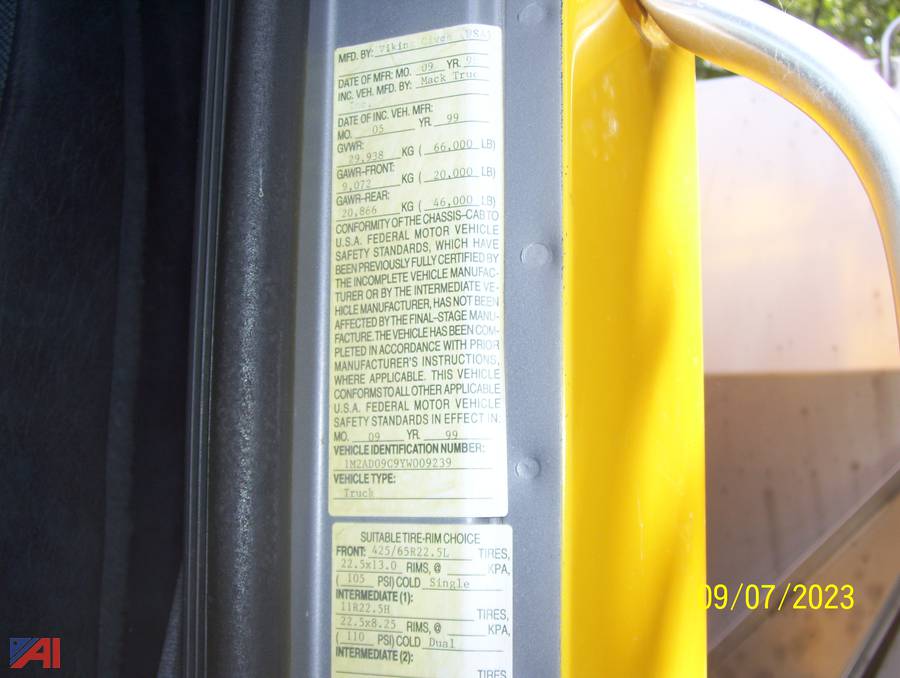 MFD. BY: Viking (USA)
DATE OF MFR: MO. 09 YR. 9
INC. VEH. MFD. BY: Mack Truc
Inc.
DATE OF INC. VEH. MFR:
MO. 05 YR. 99
GVWR:
29,938 KG ( 66,000 LB)
GAWR-FRONT:
9,072 KG ( 20,000 LB)
GAWR-REAR:
20,866 KG ( 46,000 LB)
CONFORMITY OF THE CHASSIS-CAB TO
U.S.A. FEDERAL MOTOR VEHICLE
SAFETY STANDARDS, WHICH HAVE
BEEN PREVIOUSLY FULLY CERTIFIED BY
THE INCOMPLETE VEHICLE MANUFAC-
TURER OR BY THE INTERMEDIATE VE-
HICLE MANUFACTURER, HAS NOT BEEN
AFFECTED BY THE FINAL-STAGE MANU-
FACTURE. THE VEHICLE HAS BEEN COM-
PLETED IN ACCORDANCE WITH PRIOR
MANUFACTURER'S INSTRUCTIONS,
WHERE APPLICABLE. THIS VEHICLE
CONFORMS TO ALL OTHER APPLICABLE
U.S.A. FEDERAL MOTOR VEHICLE
SAFETY STANDARDS IN EFFECT IN:
MO. 09 YR. 99
VEHICLE IDENTIFICATION NUMBER:
1M2AD09C9YW009239
VEHICLE TYPE:
Truck
SUITABLE TIRE-RIM CHOICE
FRONT: 425/65R22.5L TIRES,
22.5x13.0 RIMS, @ KPA,
( 105 PSI) COLD Single
INTERMEDIATE (1):
11R22.5H TIRES,
22.5x8.25 RIMS, @ KPA,
( 110 PSI) COLD Dual
INTERMEDIATE (2):
TIRES
09/07/2023
AI